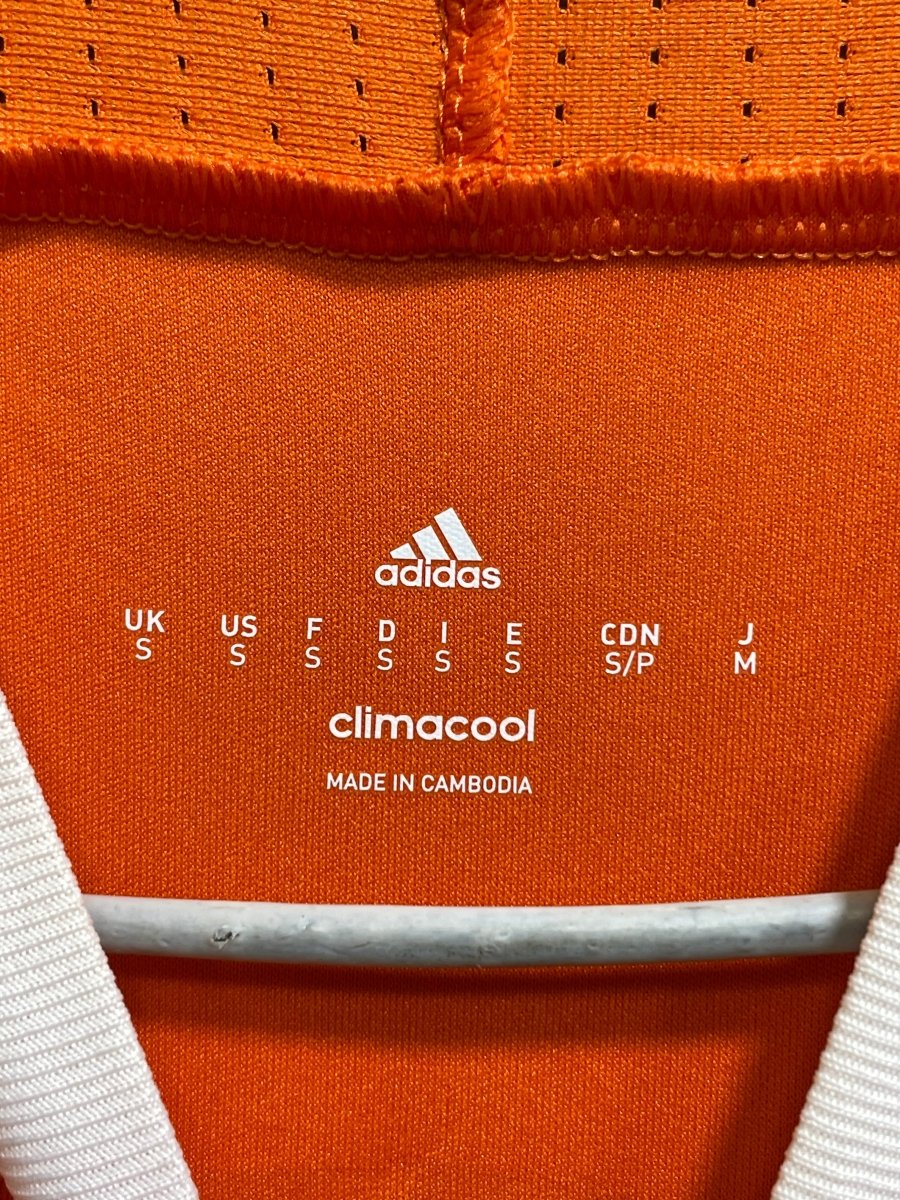 adidas
UK US F D I E CDN J
S S S S S S S/P M
climacool
MADE IN CAMBODIA